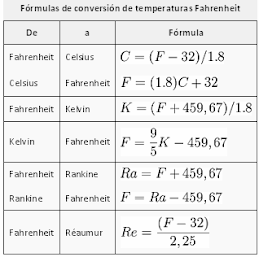 Fórmulas de conversión de temperaturas Fahrenheit
De a Fórmula
Fahrenheit Celsius C = (F − 32)/1.8
Celsius Fahrenheit F = (1.8)C + 32
Fahrenheit Kelvin K = (F + 459,67)/1.8
Kelvin Fahrenheit F = 9/5 K − 459,67
Fahrenheit Rankine Ra = F + 459,67
Rankine Fahrenheit F = Ra − 459,67
Fahrenheit Réaumur Re = (F − 32)/2,25